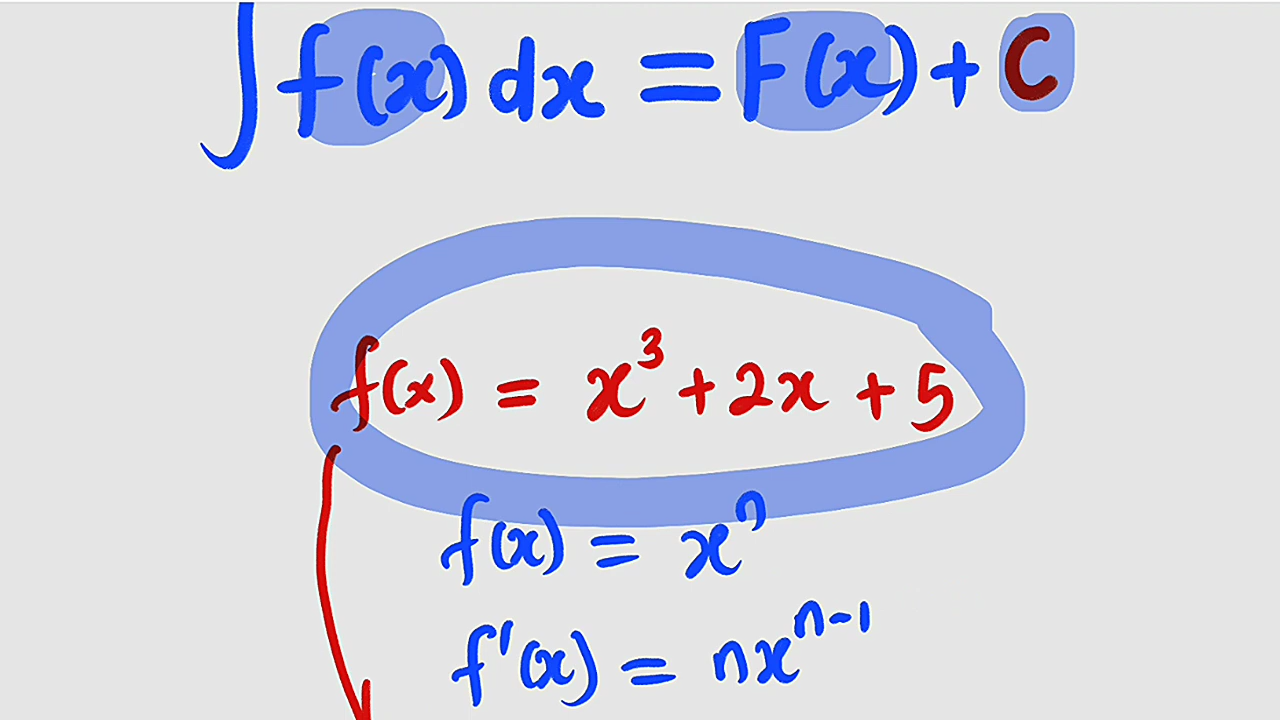 ∫ f(x) dx = F(x) + C
f(x) = x³ + 2x + 5
f(x) = xⁿ
f'(x) = nxⁿ⁻¹